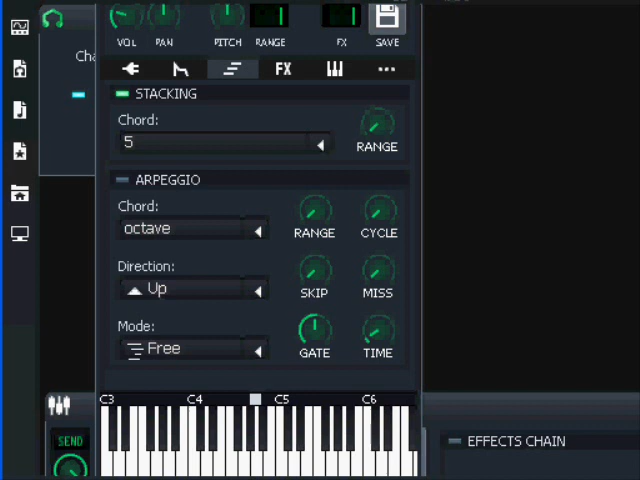 VOL PAN PITCH RANGE FX SAVE
Cha
FX
STACKING
Chord:
5
RANGE
ARPEGGIO
Chord:
octave
RANGE CYCLE
Direction:
Up
SKIP MISS
Mode:
Free
GATE TIME
C3 C4 C5 C6
SEND
EFFECTS CHAIN